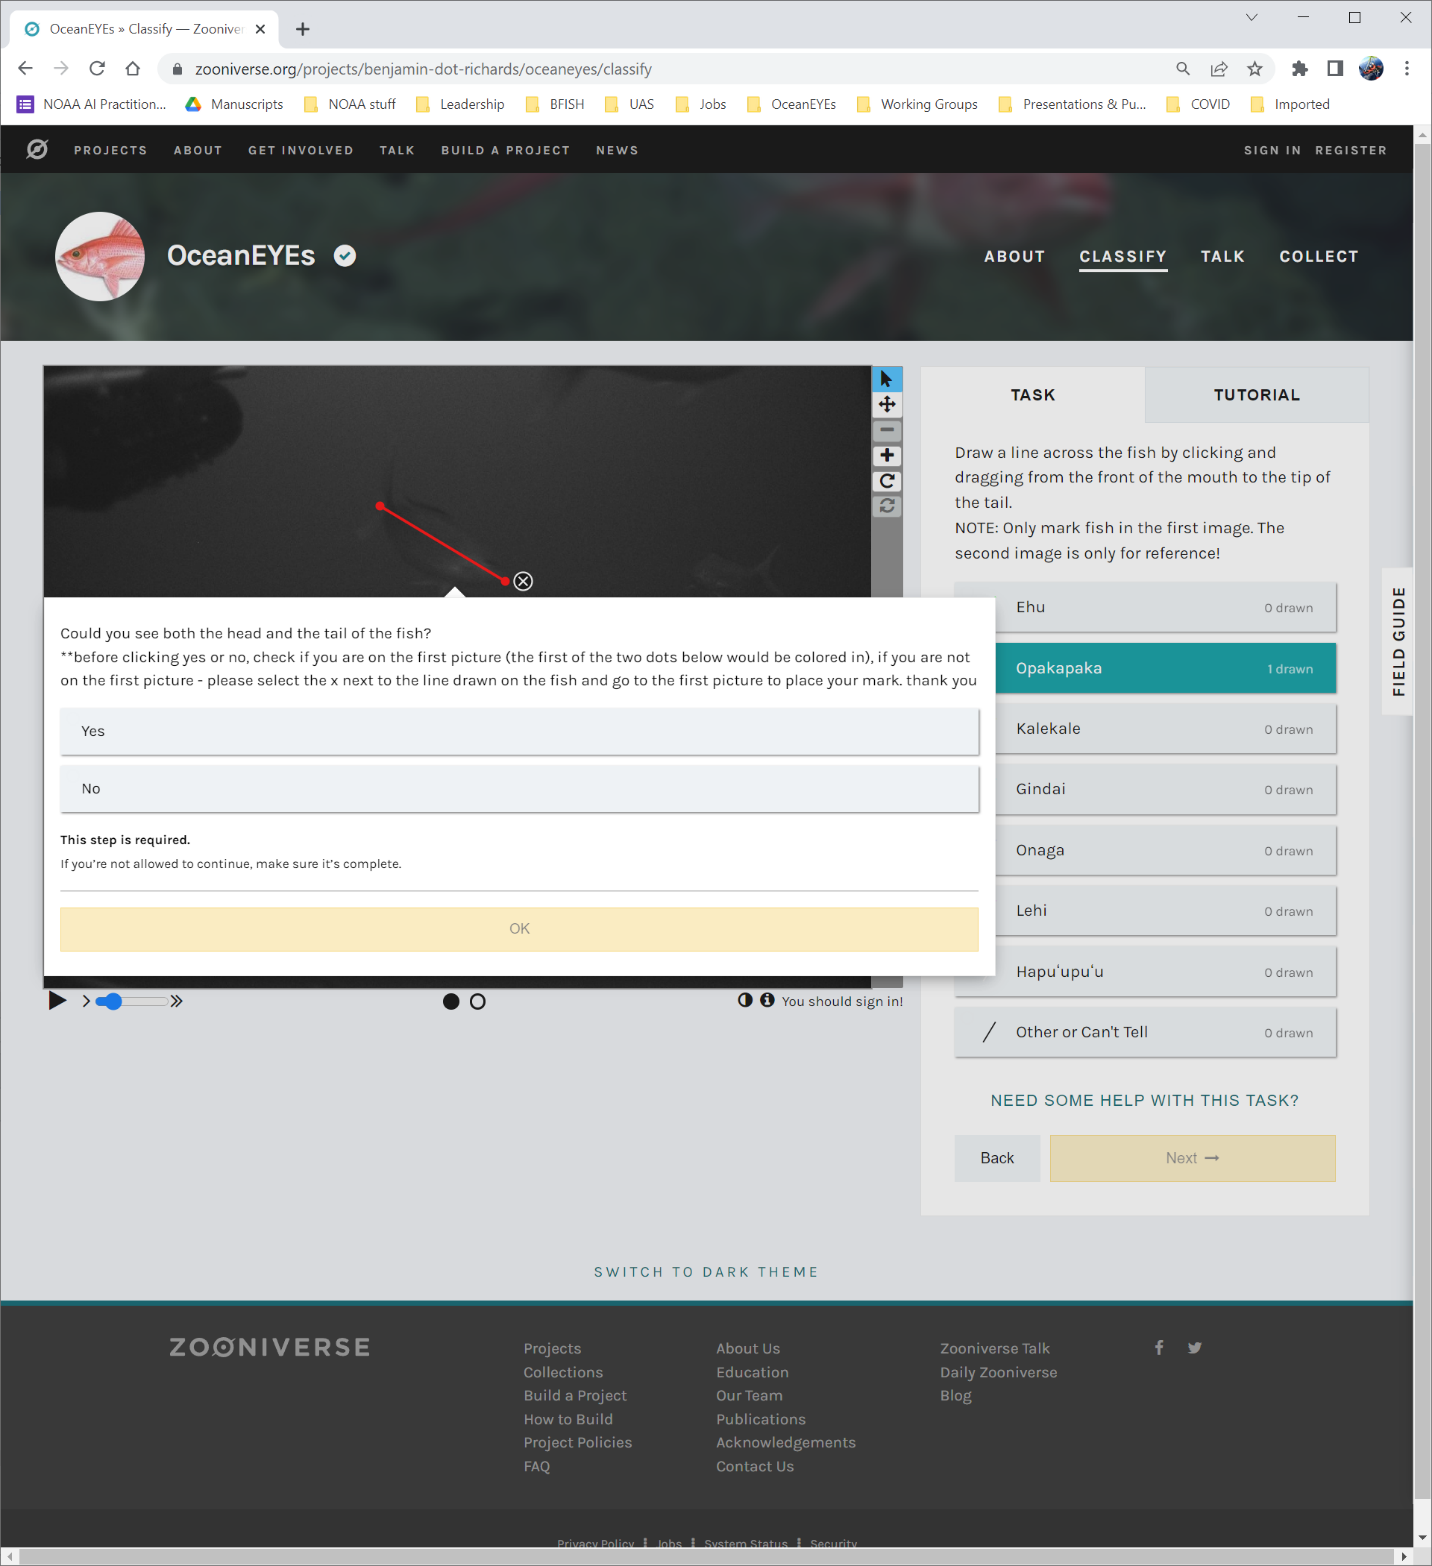 OceanEYEs » Classify — Zooniver
zooniverse.org/projects/benjamin-dot-richards/oceaneyes/classify
NOAA AI Practition... Manuscripts NOAA stuff Leadership BFISH UAS Jobs OceanEYEs Working Groups Presentations & Pu... COVID Imported
PROJECTS ABOUT GET INVOLVED TALK BUILD A PROJECT NEWS SIGN IN REGISTER
OceanEYEs
ABOUT CLASSIFY TALK COLLECT
TASK TUTORIAL
Draw a line across the fish by clicking and
dragging from the front of the mouth to the tip of
the tail.
NOTE: Only mark fish in the first image. The
second image is only for reference!
Ehu 0 drawn
Opakapaka 1 drawn
Kalekale 0 drawn
Gindai 0 drawn
Onaga 0 drawn
Lehi 0 drawn
Hapuʻupuʻu 0 drawn
Other or Can't Tell 0 drawn
NEED SOME HELP WITH THIS TASK?
Back Next
FIELD GUIDE
Could you see both the head and the tail of the fish?
**before clicking yes or no, check if you are on the first picture (the first of the two dots below would be colored in), if you are not
on the first picture - please select the x next to the line drawn on the fish and go to the first picture to place your mark. thank you
Yes
No
This step is required.
If you're not allowed to continue, make sure it's complete.
OK
You should sign in!
SWITCH TO DARK THEME
ZOONIVERSE
Projects
Collections
Build a Project
How to Build
Project Policies
FAQ
About Us
Education
Our Team
Publications
Acknowledgements
Contact Us
Zooniverse Talk
Daily Zooniverse
Blog
Privacy Policy Jobs System Status Security